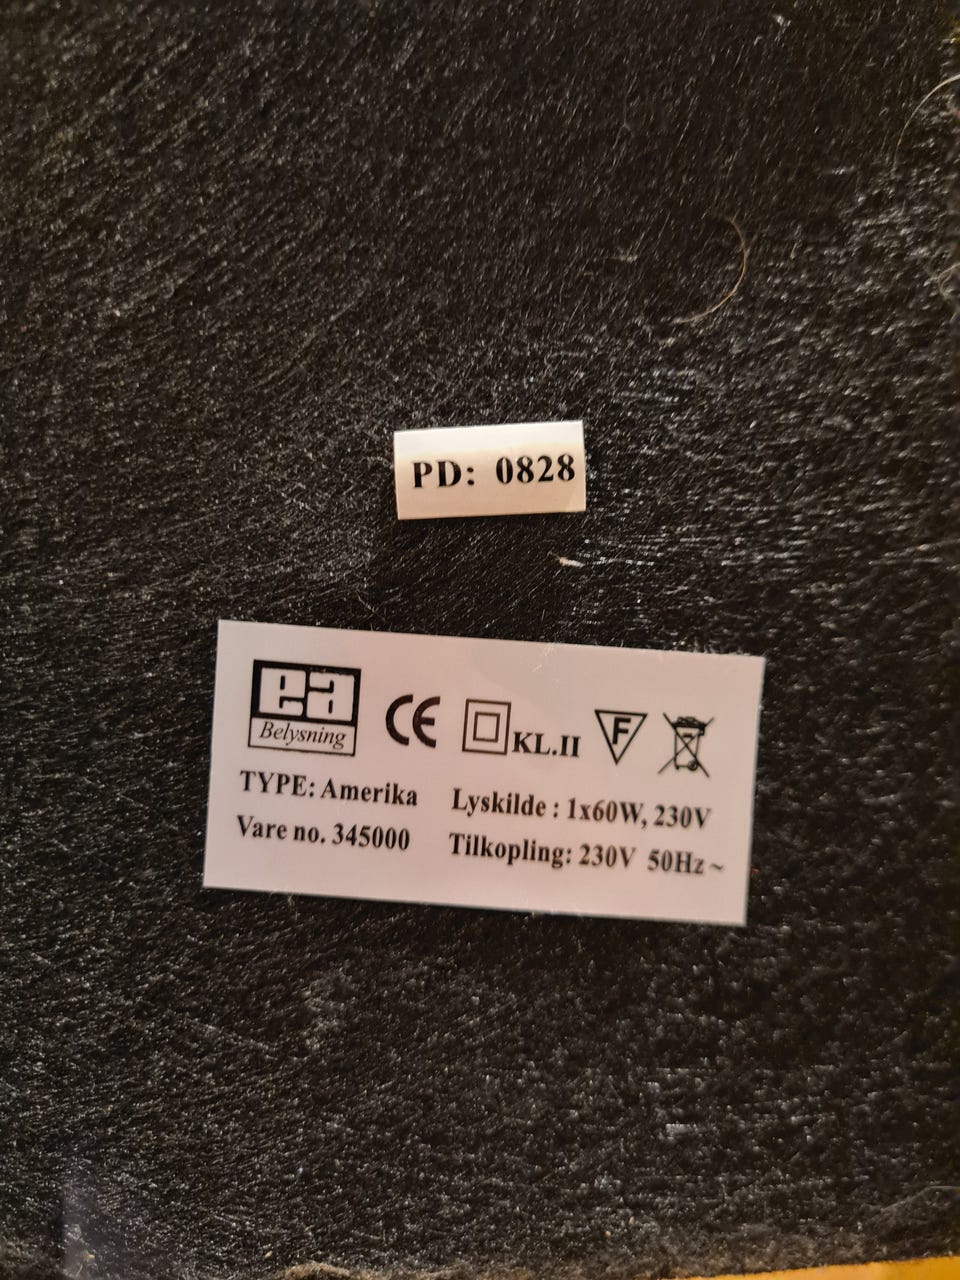 PD: 0828
ea
Belysning
CE
KL.II
F
TYPE: Amerika
Vare no. 345000
Lyskilde : 1x60W, 230V
Tilkopling: 230V 50Hz ~